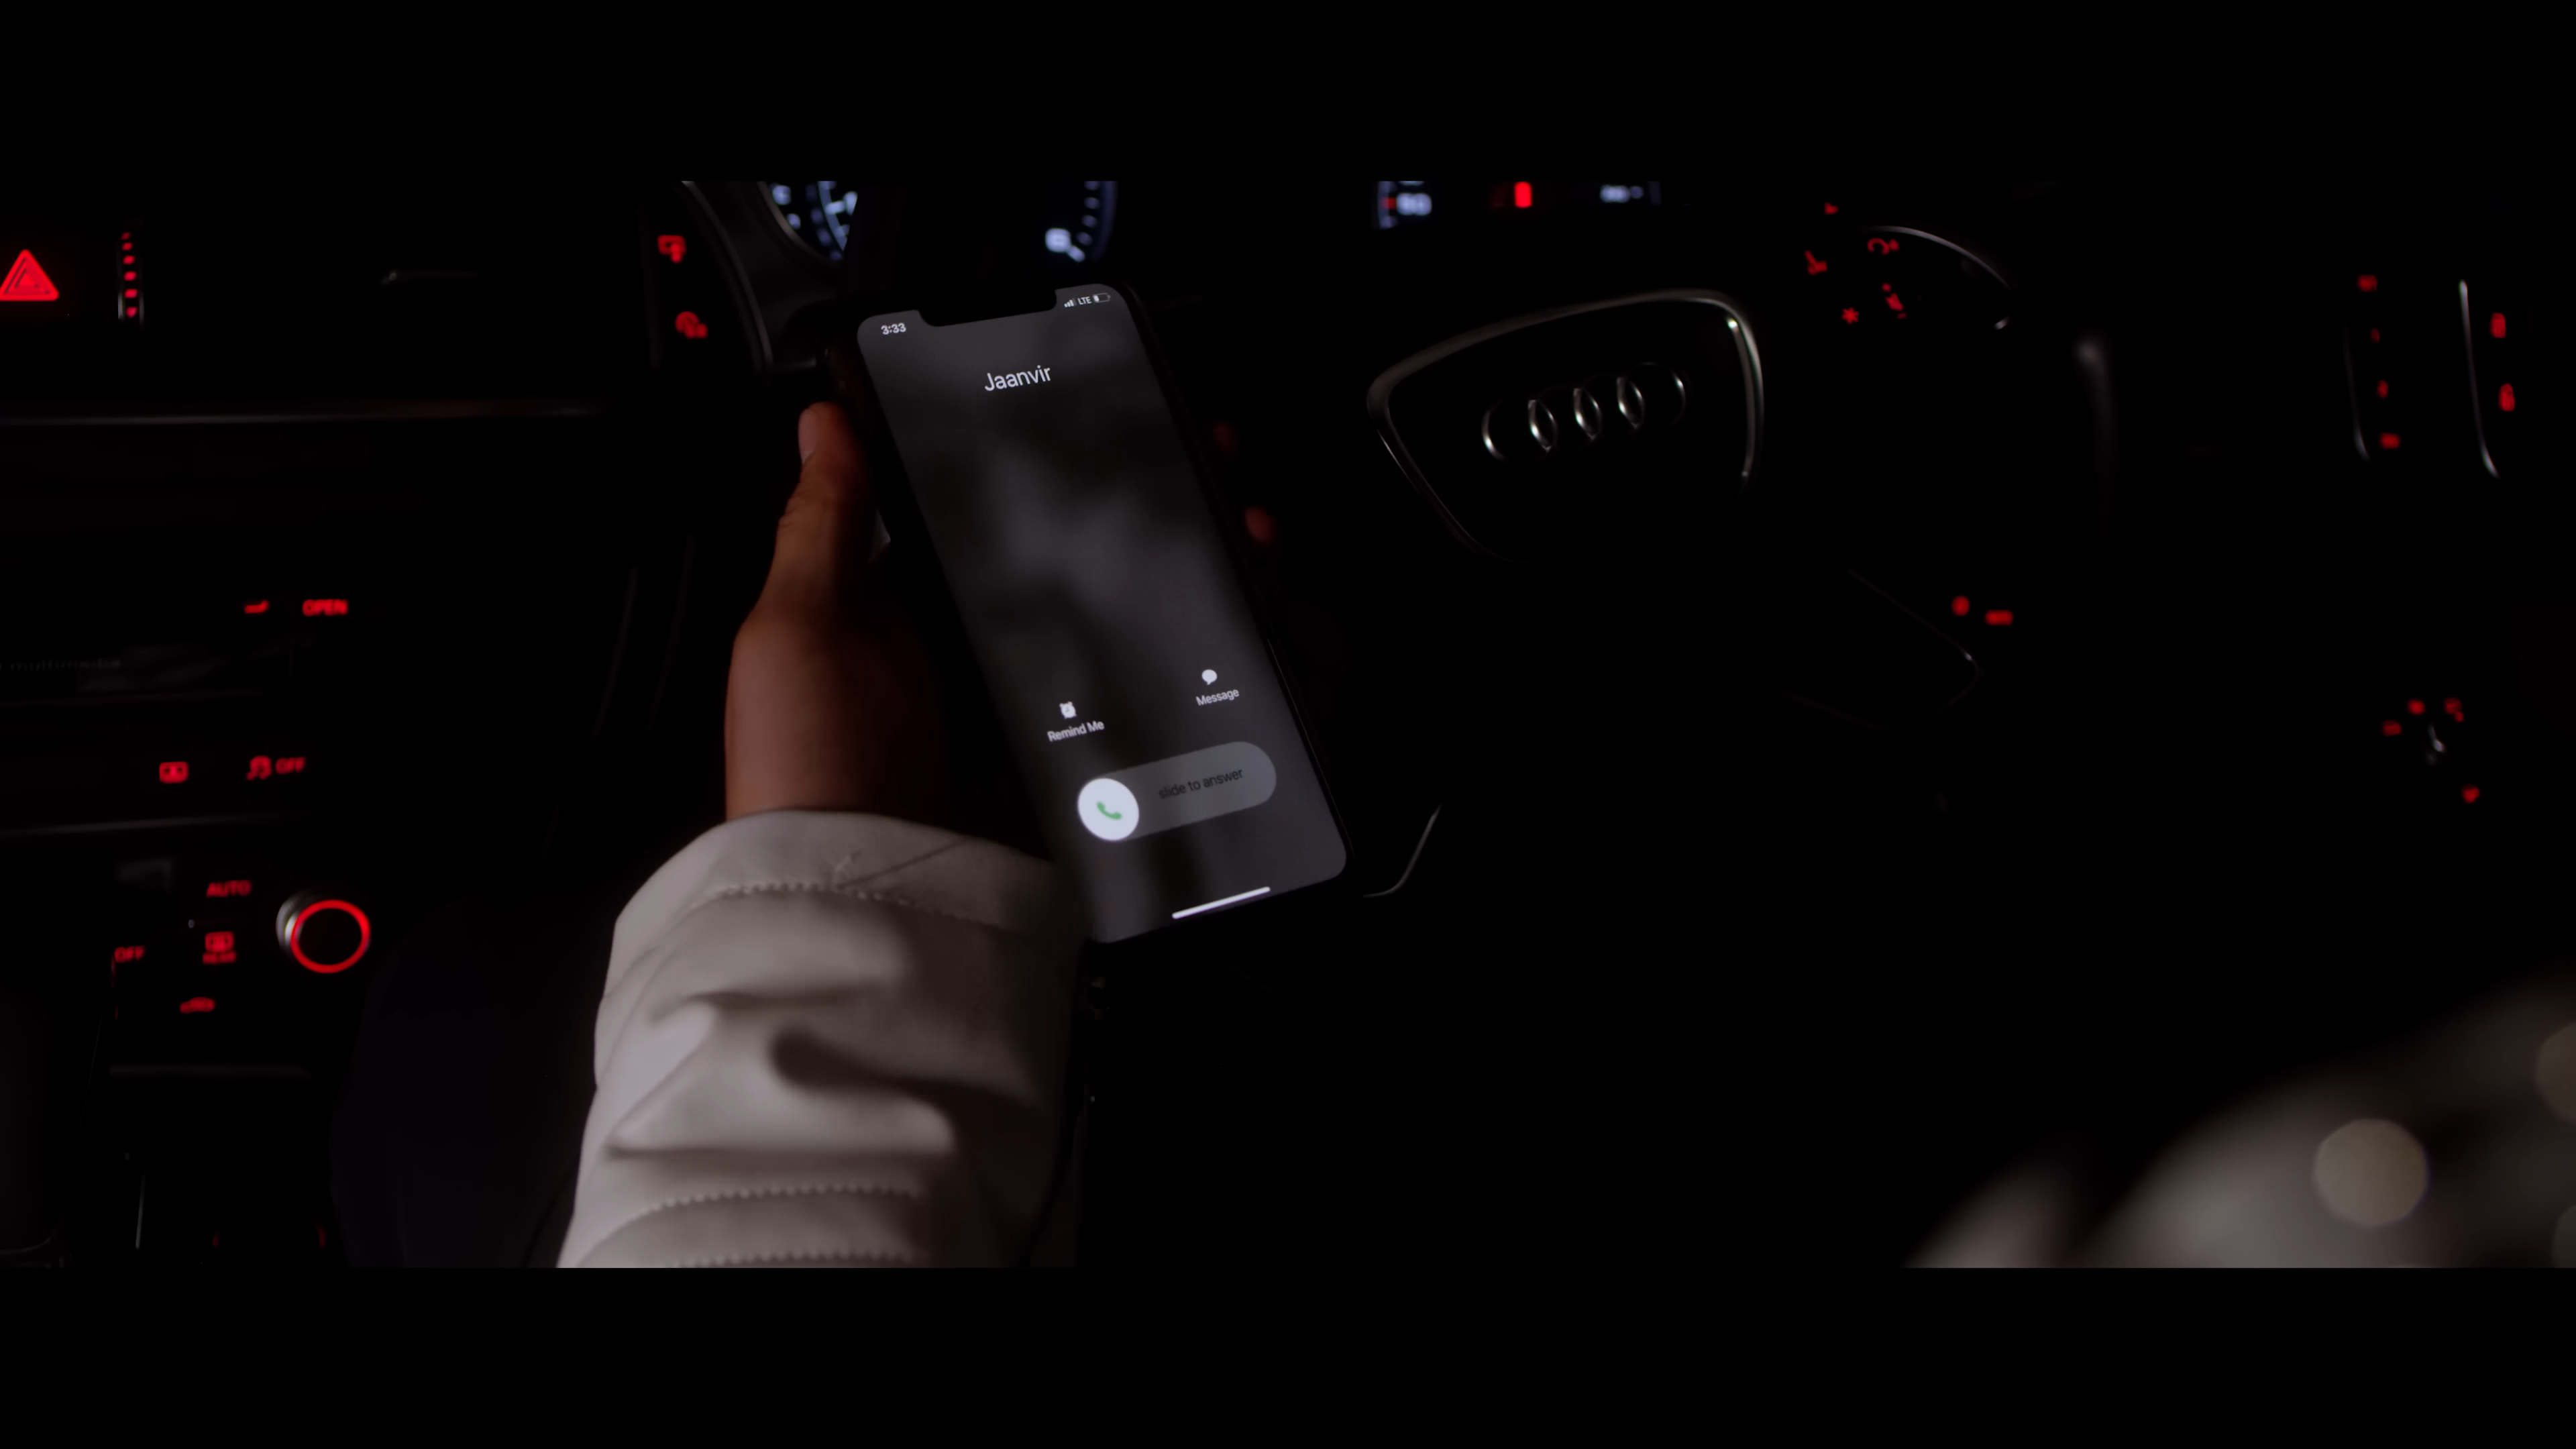 3:33
LTE
Jaanvir
Message
Remind Me
slide to answer
OPEN
OFF
AUTO
OFF